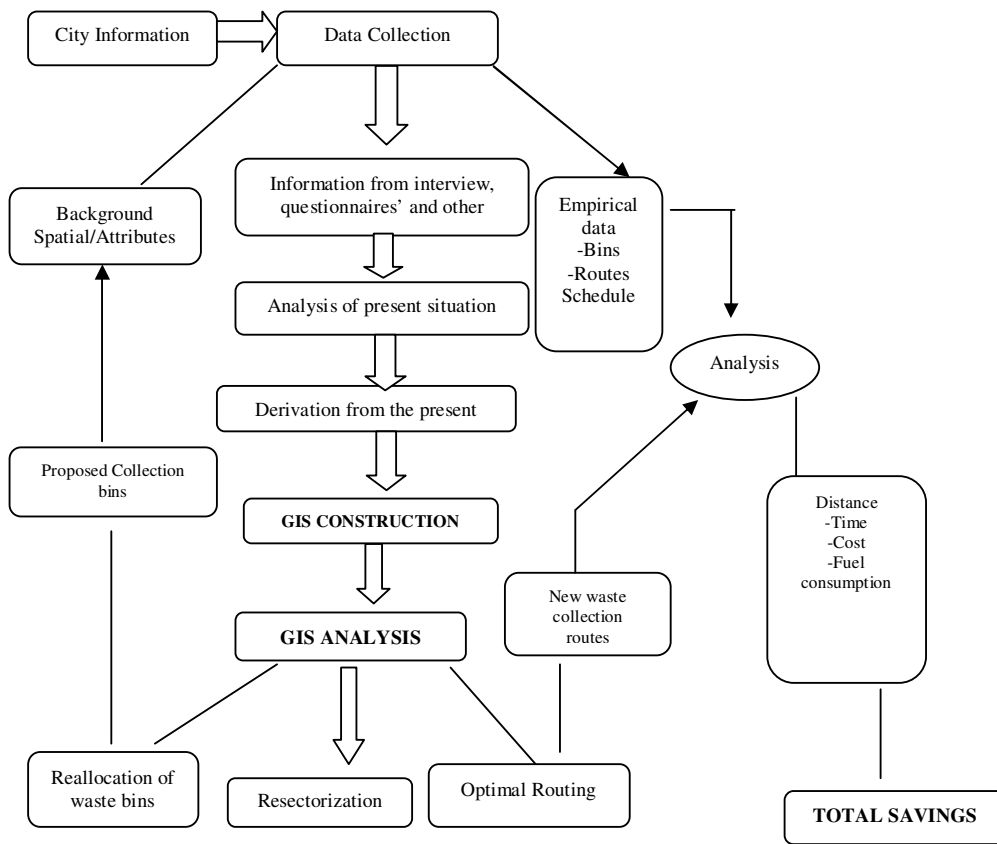 City Information
Data Collection
Information from interview,
questionnaires’ and other
Background
Spatial/Attributes
Empirical
data
-Bins
-Routes
Schedule
Analysis of present situation
Analysis
Derivation from the present
Proposed Collection
bins
GIS CONSTRUCTION
Distance
-Time
-Cost
-Fuel
consumption
New waste
collection
routes
GIS ANALYSIS
Reallocation of
waste bins
Resectorization
Optimal Routing
TOTAL SAVINGS